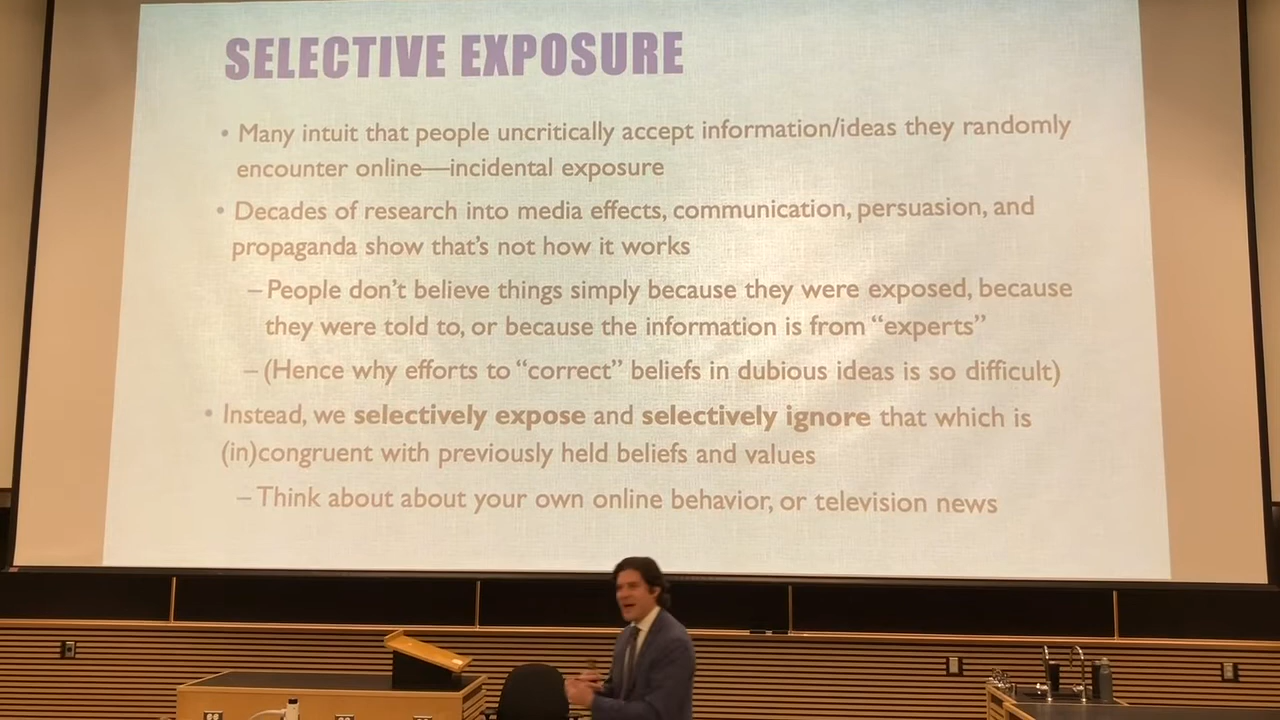 SELECTIVE EXPOSURE
• Many intuit that people uncritically accept information/ideas they randomly
encounter online—incidental exposure
• Decades of research into media effects, communication, persuasion, and
propaganda show that's not how it works
– People don't believe things simply because they were exposed, because
they were told to, or because the information is from “experts”
– (Hence why efforts to “correct” beliefs in dubious ideas is so difficult)
• Instead, we selectively expose and selectively ignore that which is
(in)congruent with previously held beliefs and values
– Think about about your own online behavior, or television news